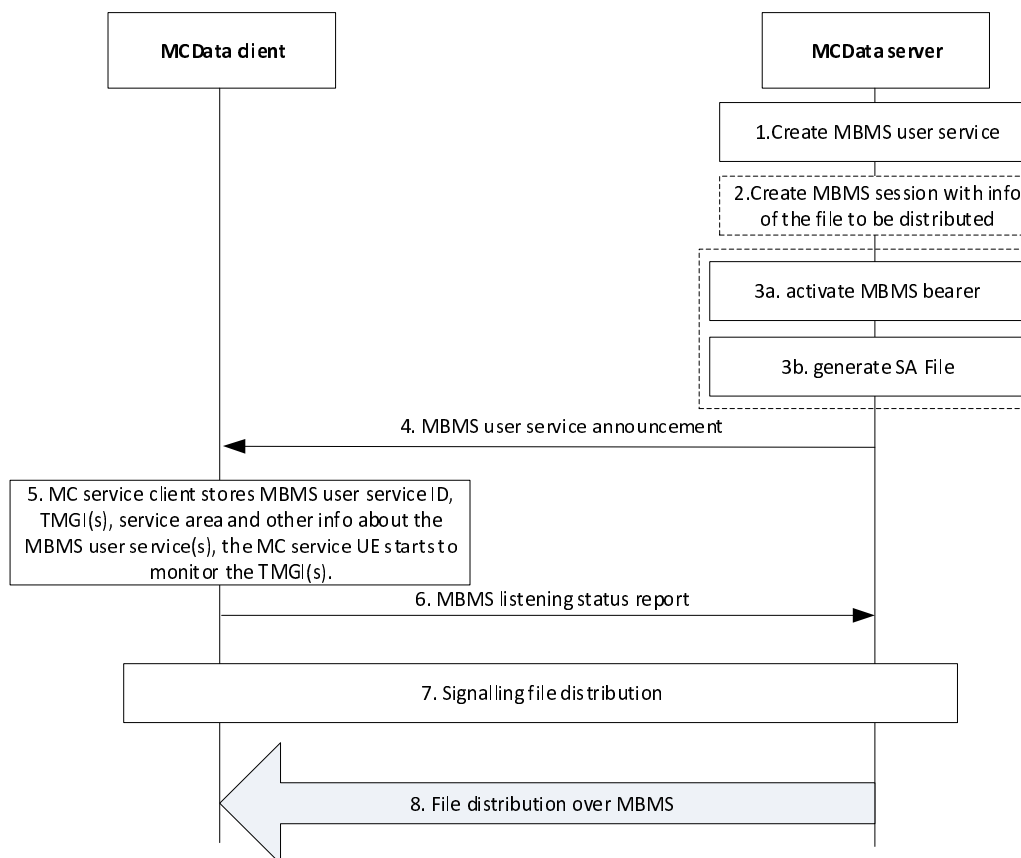 MCData client
MCData server
1.Create MBMS user service
2.Create MBMS session with info
of the file to be distributed
3a. activate MBMS bearer
3b. generate SA File
4. MBMS user service announcement
5. MC service client stores MBMS user service ID,
TMGI(s), service area and other info about the
MBMS user service(s), the MC service UE starts to
monitor the TMGI(s).
6. MBMS listening status report
7. Signalling file distribution
8. File distribution over MBMS